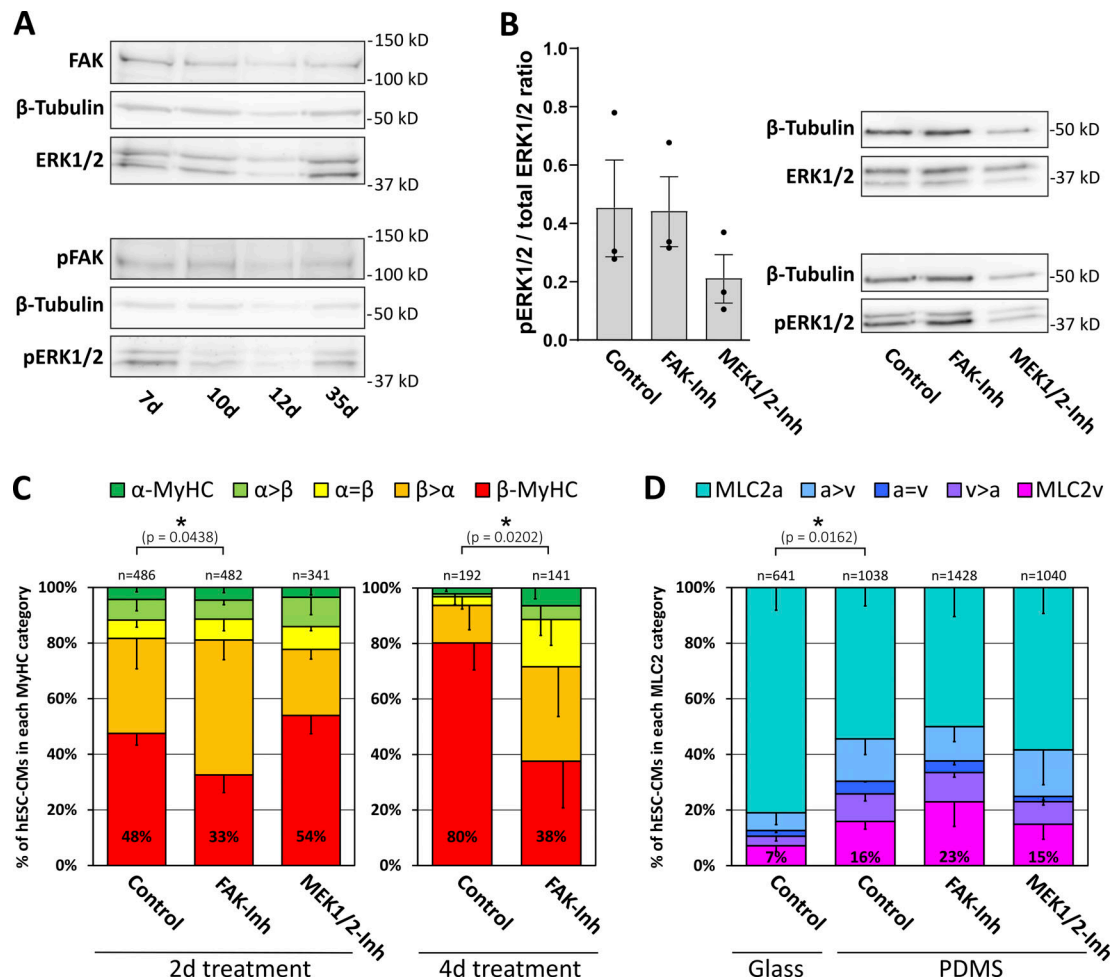 A
FAK
-150 kD
-100 kD
β-Tubulin
-50 kD
ERK1/2
-37 kD
pFAK
-150 kD
-100 kD
β-Tubulin
-50 kD
pERK1/2
-37 kD
7d 10d 12d 35d
B
pERK1/2 / total ERK1/2 ratio
1.0
0.8
0.6
0.4
0.2
0.0
Control FAK-Inh MEK1/2-Inh
β-Tubulin -50 kD
ERK1/2 -37 kD
β-Tubulin -50 kD
pERK1/2 -37 kD
Control FAK-Inh MEK1/2-Inh
C
α-MyHC α>β α=β β>α β-MyHC
% of hESC-CMs in each MyHC category
*
(p = 0.0438)
n=486 n=482 n=341
100%
80%
60%
40%
20%
0%
48% 33% 54%
Control FAK-Inh MEK1/2-Inh
2d treatment
*
(p = 0.0202)
n=192 n=141
100%
80%
60%
40%
20%
0%
80% 38%
Control FAK-Inh
4d treatment
D
MLC2a a>v a=v v>a MLC2v
% of hESC-CMs in each MLC2 category
*
(p = 0.0162)
n=641 n=1038 n=1428 n=1040
100%
80%
60%
40%
20%
0%
7% 16% 23% 15%
Control Control FAK-Inh MEK1/2-Inh
Glass PDMS